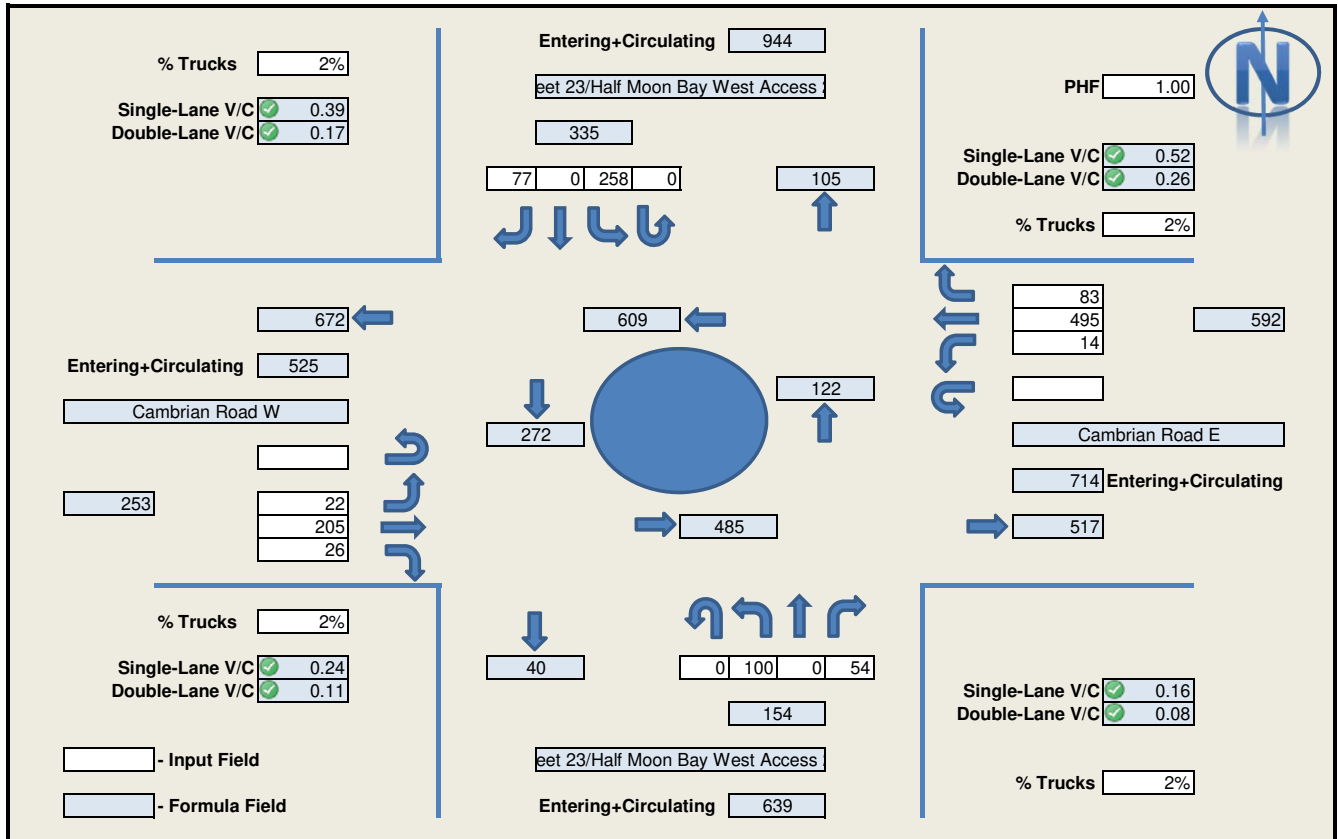 Entering+Circulating 944
N
% Trucks 2%
eet 23/Half Moon Bay West Access
PHF 1.00
Single-Lane V/C 0.39
Double-Lane V/C 0.17
335
Single-Lane V/C 0.52
Double-Lane V/C 0.26
77 0 258 0
105
% Trucks 2%
83
672
609
495
592
14
Entering+Circulating 525
122
Cambrian Road W
272
Cambrian Road E
714 Entering+Circulating
253
22
205
485
517
26
% Trucks 2%
Single-Lane V/C 0.24
Double-Lane V/C 0.11
40
0 100 0 54
Single-Lane V/C 0.16
Double-Lane V/C 0.08
154
- Input Field
eet 23/Half Moon Bay West Access
% Trucks 2%
- Formula Field
Entering+Circulating 639